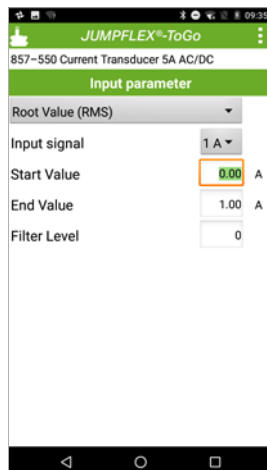 09:35
JUMPFLEX®-ToGo
857-550 Current Transducer 5A AC/DC
Input parameter
Root Value (RMS)
Input signal 1 A
Start Value 0.00 A
End Value 1.00 A
Filter Level 0